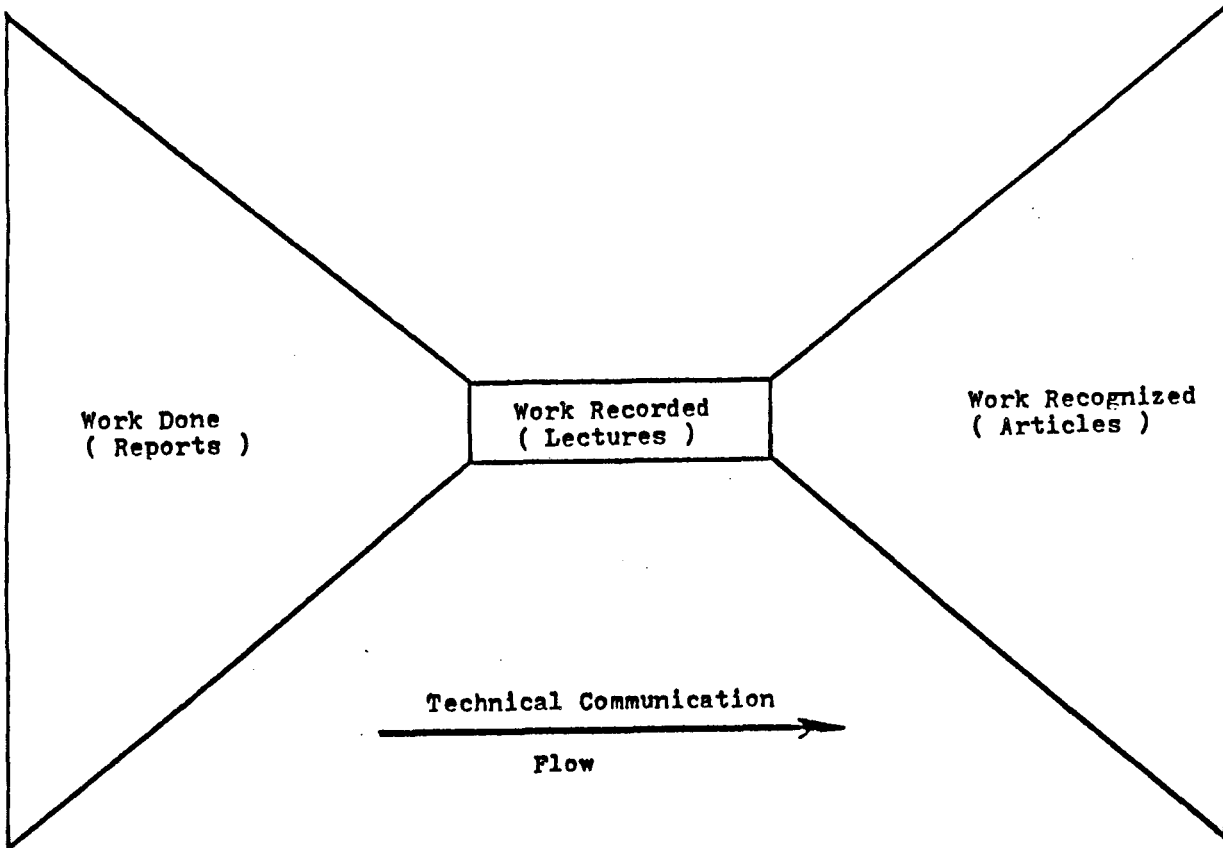 Work Done
( Reports )
Work Recorded
( Lectures )
Work Recognized
( Articles )
Technical Communication
Flow